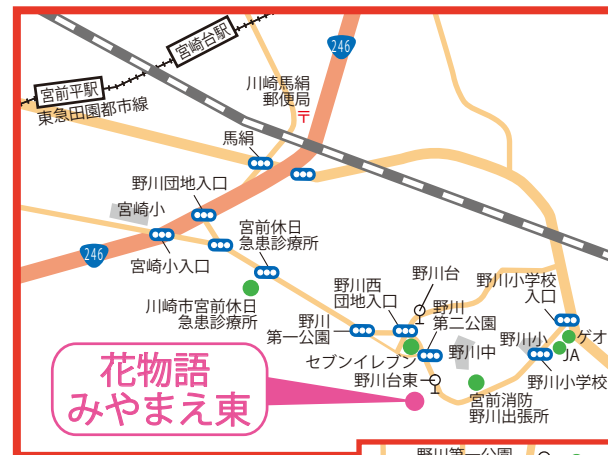 宮崎台駅
246
宮前平駅
東急田園都市線
川崎馬絹
郵便局
〒
馬絹
野川団地入口
宮崎小
宮前休日
急患診療所
246
宮崎小入口
川崎市宮前休日
急患診療所
野川台
野川西
団地入口
野川小学校
入口
野川
第一公園
野川
第二公園
セブンイレブン
野川中
野川小
ゲオ
JA
野川台東
野川小学校
宮前消防
野川出張所
花物語
みやまえ東
野川第一公園